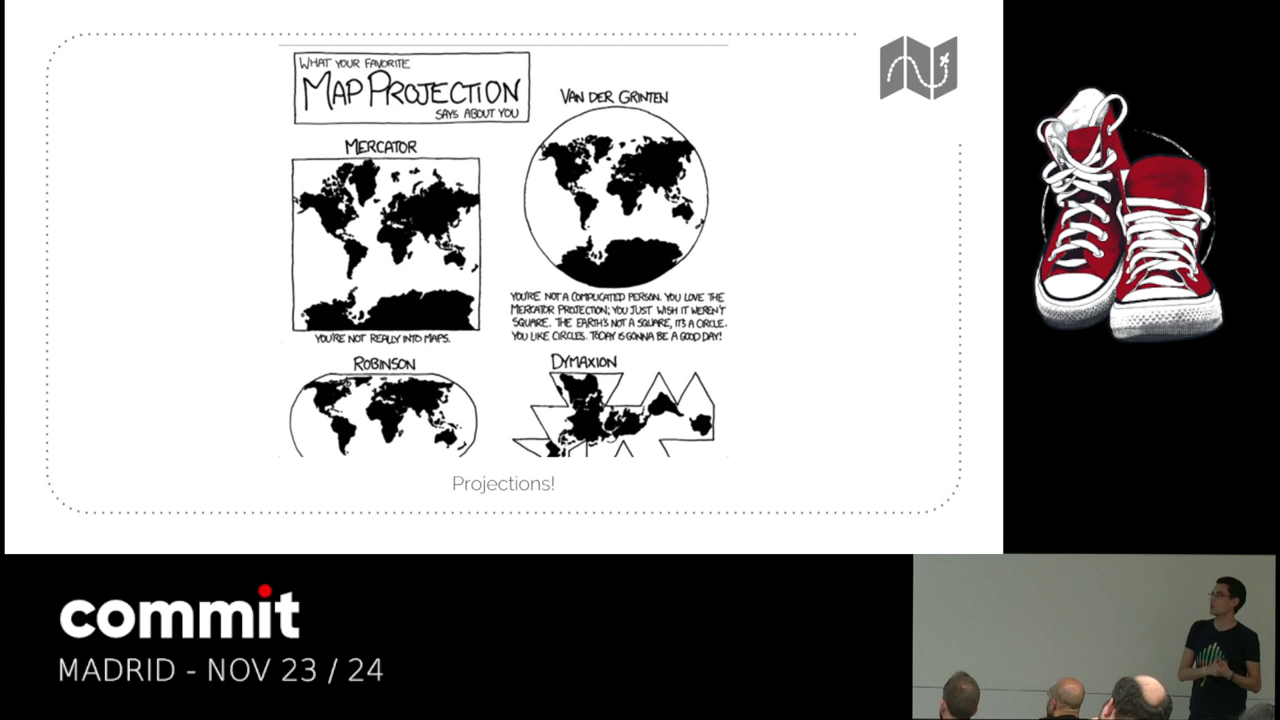 WHAT YOUR FAVORITE
MAP PROJECTION
SAYS ABOUT YOU
VAN DER GRINTEN
MERCATOR
YOU'RE NOT A COMPLICATED PERSON. YOU LOVE THE
MERCATOR PROJECTION; YOU JUST WISH IT WEREN'T
SQUARE. THE EARTH'S NOT A SQUARE, IT'S A CIRCLE.
YOU LIKE CIRCLES. TODAY IS GONNA BE A GOOD DAY!
YOU'RE NOT REALLY INTO MAPS.
ROBINSON
DYMAXION
Projections!
commit
MADRID - NOV 23 / 24